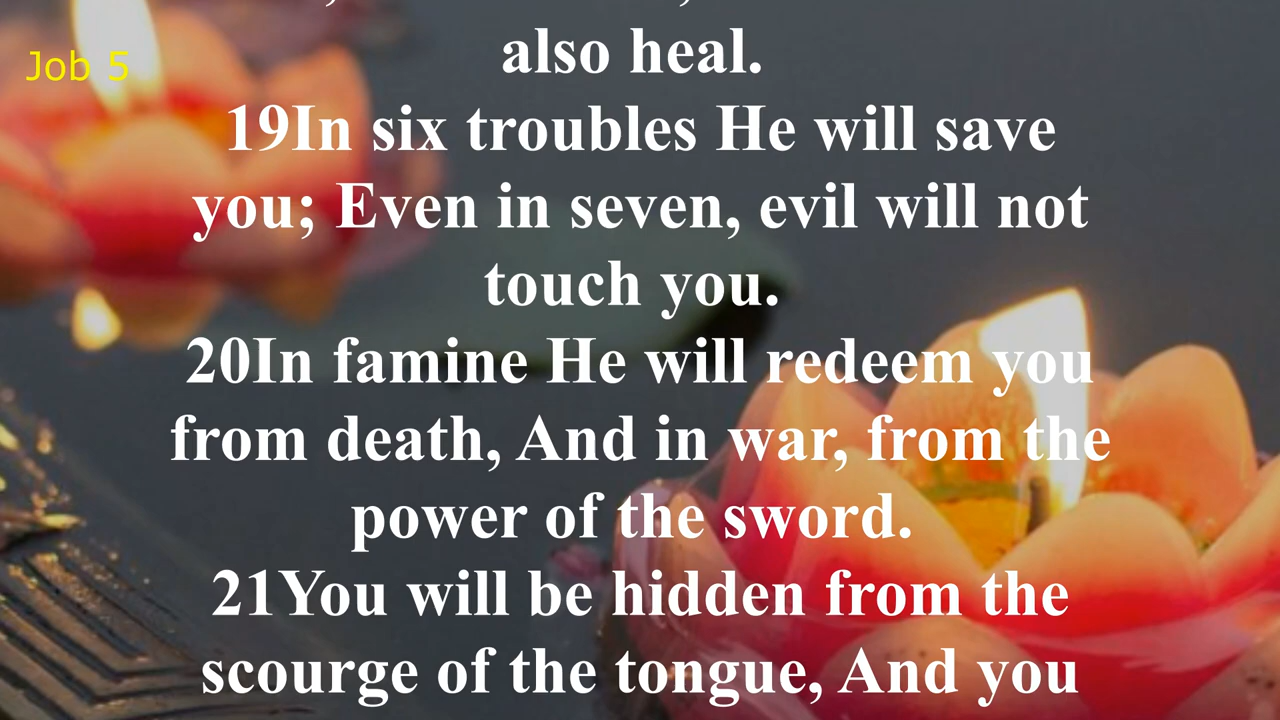 Job 5
also heal.
19In six troubles He will save
you; Even in seven, evil will not
touch you.
20In famine He will redeem you
from death, And in war, from the
power of the sword.
21You will be hidden from the
scourge of the tongue, And you